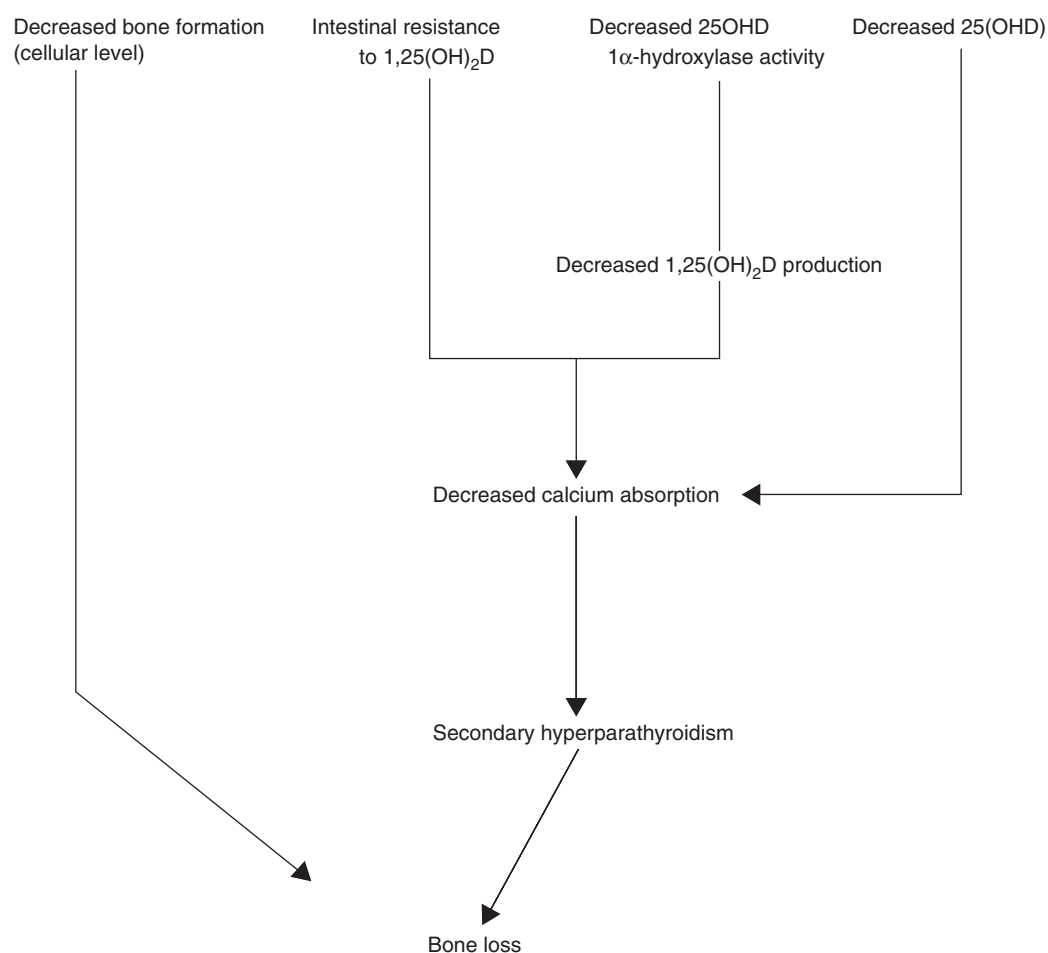 Decreased bone formation
(cellular level)
Intestinal resistance
to 1,25(OH)₂D
Decreased 25OHD
1α-hydroxylase activity
Decreased 25(OHD)
Decreased 1,25(OH)₂D production
Decreased calcium absorption
Secondary hyperparathyroidism
Bone loss